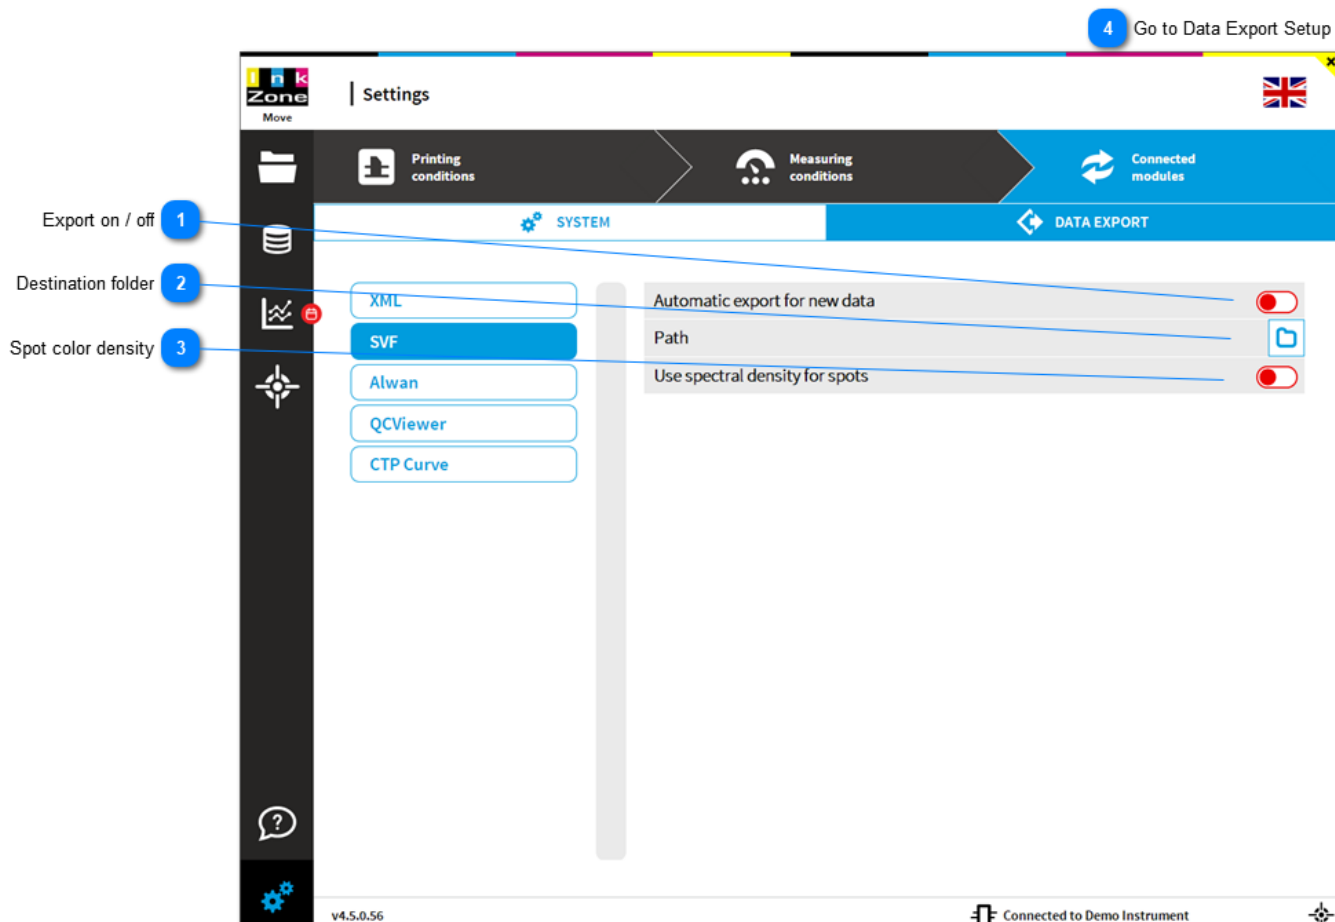 4 Go to Data Export Setup
Ink
Zone
Move
Settings
Printing
conditions
Measuring
conditions
Connected
modules
SYSTEM
DATA EXPORT
Export on / off 1
Destination folder 2
Spot color density 3
XML
SVF
Alwan
QCViewer
CTP Curve
Automatic export for new data
Path
Use spectral density for spots
v4.5.0.56
Connected to Demo Instrument